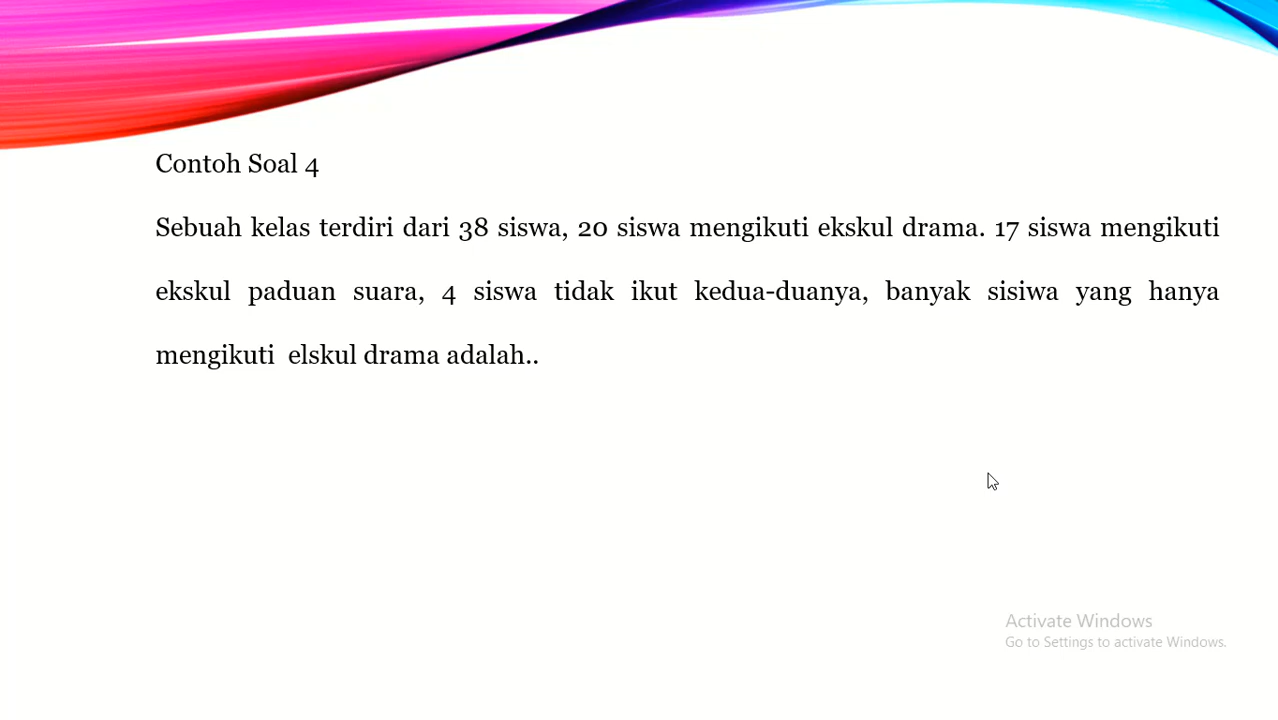 Contoh Soal 4
Sebuah kelas terdiri dari 38 siswa, 20 siswa mengikuti ekskul drama. 17 siswa mengikuti
ekskul paduan suara, 4 siswa tidak ikut kedua-duanya, banyak sisiwa yang hanya
mengikuti elskul drama adalah..
Activate Windows
Go to Settings to activate Windows.